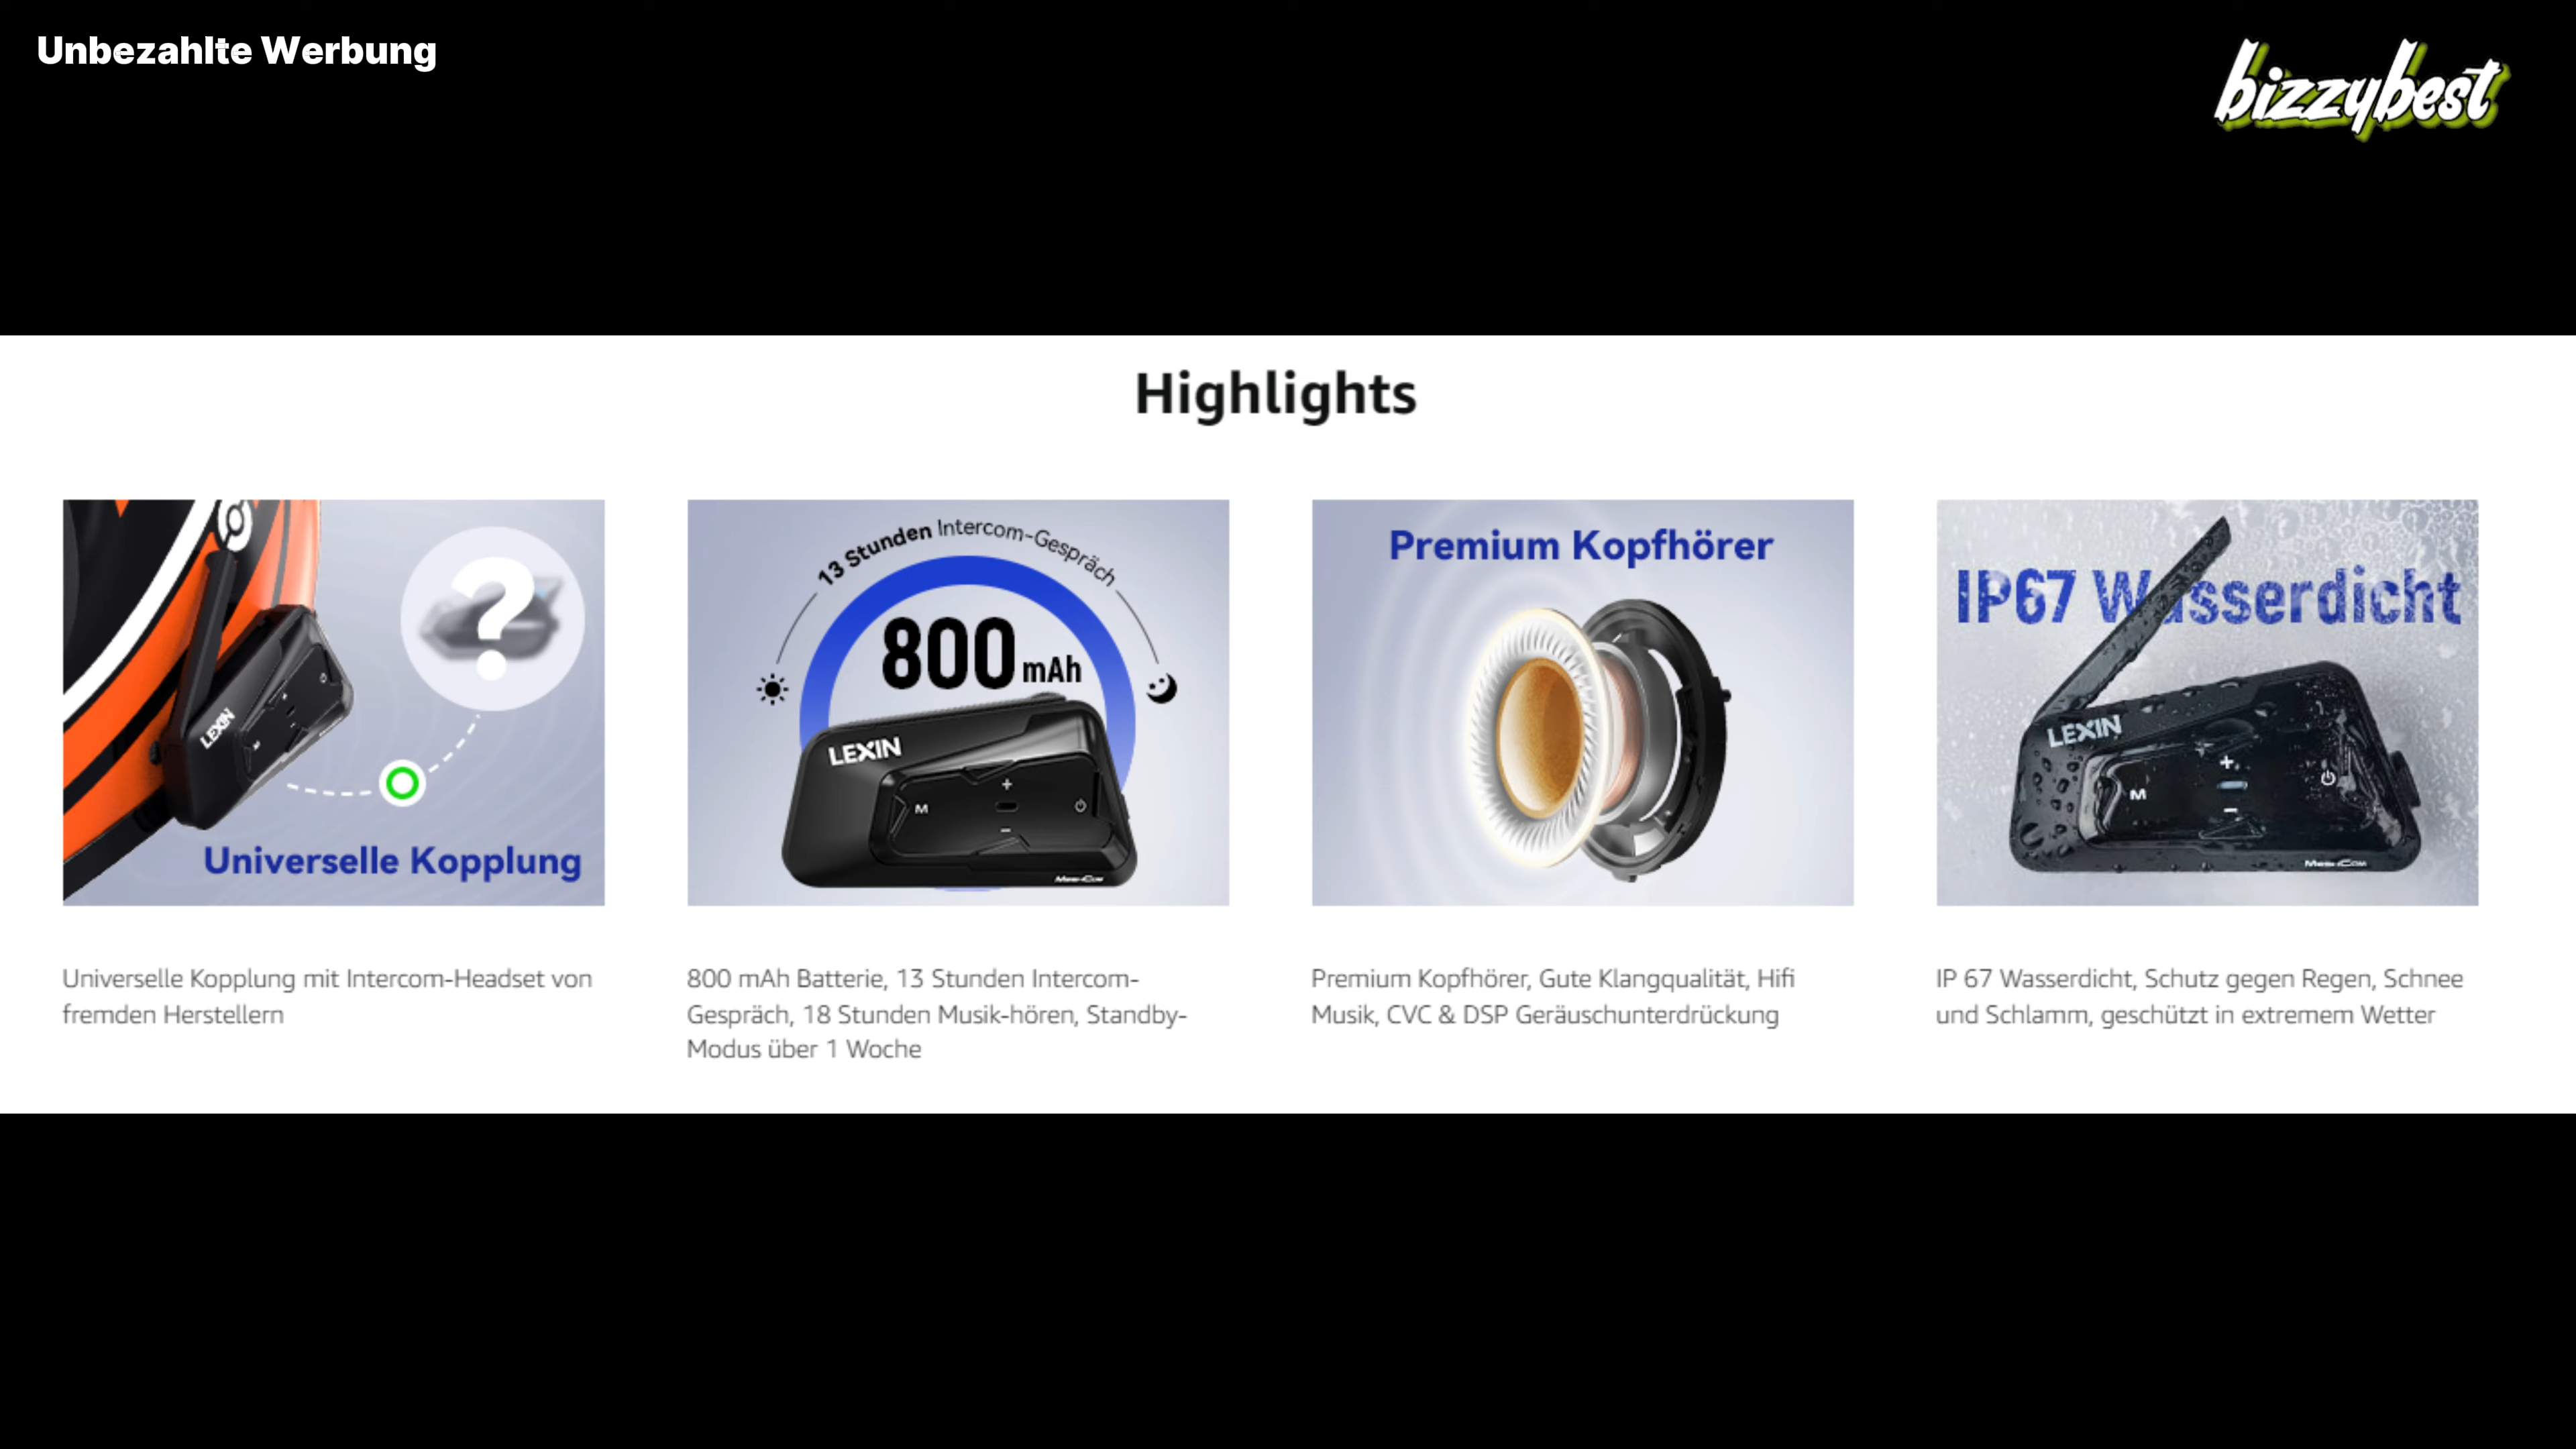 Unbezahlte Werbung
bizzybest
Highlights
LEXIN
M
Universelle Kopplung
13 Stunden Intercom-Gespräch
800 mAh
LEXIN
M
MeshCom
Premium Kopfhörer
IP67 Wasserdicht
LEXIN
M
MeshCom
Universelle Kopplung mit Intercom-Headset von
fremden Herstellern
800 mAh Batterie, 13 Stunden Intercom-
Gespräch, 18 Stunden Musik-hören, Standby-
Modus über 1 Woche
Premium Kopfhörer, Gute Klangqualität, Hifi
Musik, CVC & DSP Geräuschunterdrückung
IP 67 Wasserdicht, Schutz gegen Regen, Schnee
und Schlamm, geschützt in extremem Wetter